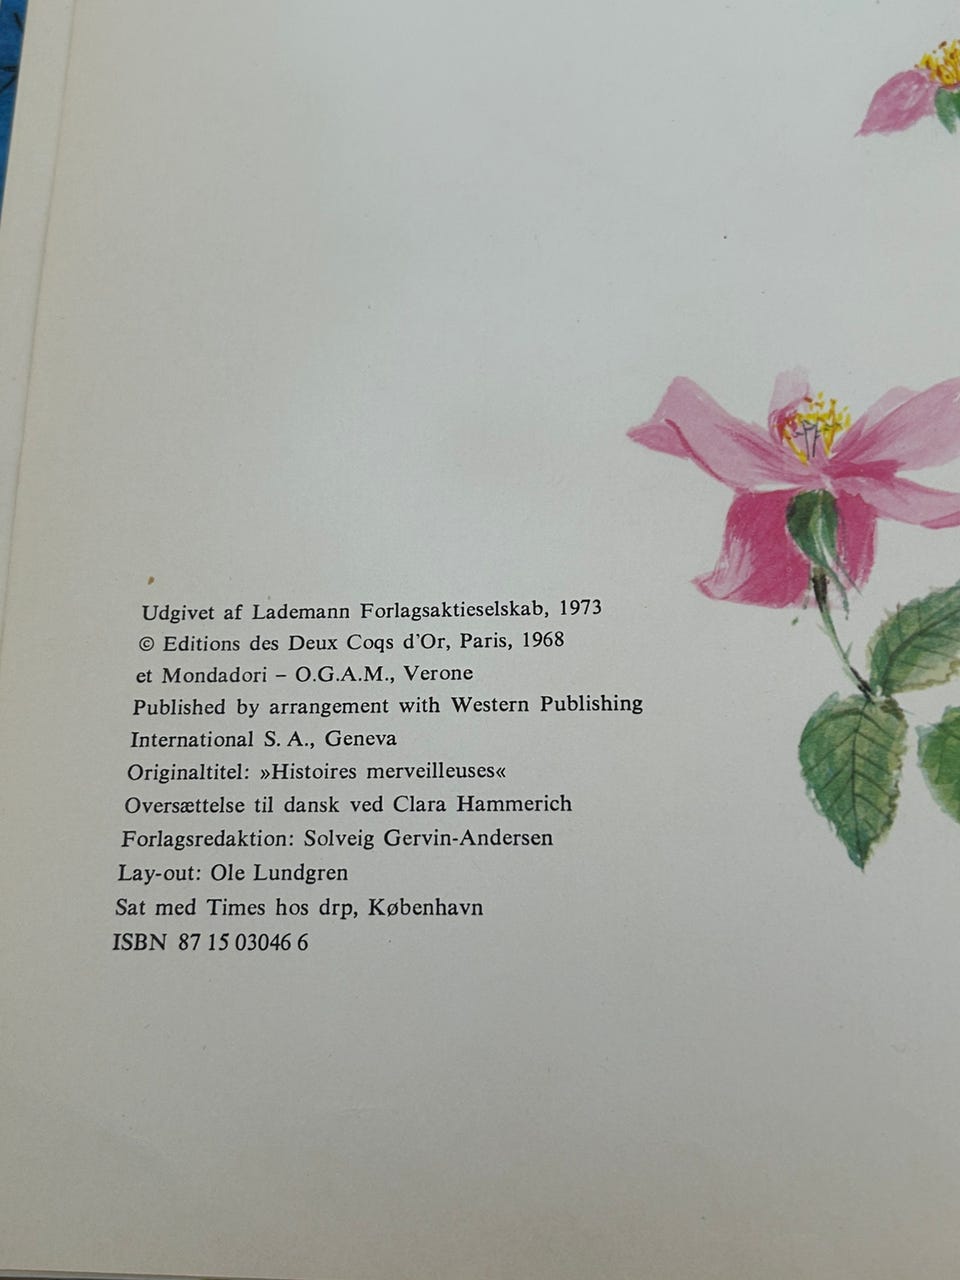 Udgivet af Lademann Forlagsaktieselskab, 1973
© Editions des Deux Coqs d'Or, Paris, 1968
et Mondadori – O.G.A.M., Verone
Published by arrangement with Western Publishing
International S. A., Geneva
Originaltitel: »Histoires merveilleuses«
Oversættelse til dansk ved Clara Hammerich
Forlagsredaktion: Solveig Gervin-Andersen
Lay-out: Ole Lundgren
Sat med Times hos drp, København
ISBN 87 15 03046 6